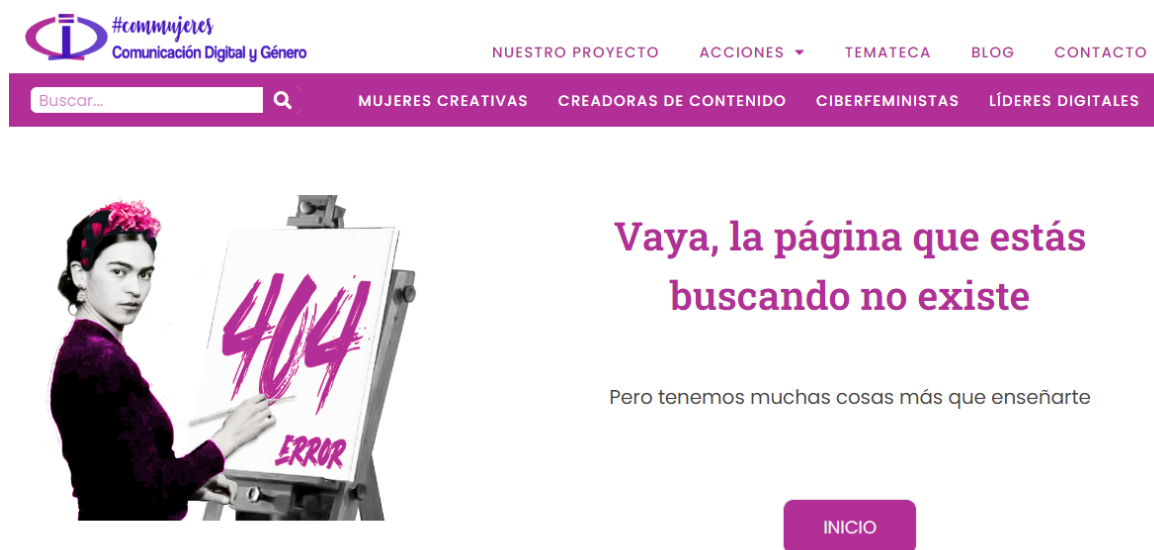 #commujeres
Comunicación Digital y Género
NUESTRO PROYECTO ACCIONES TEMATECA BLOG CONTACTO
Buscar...
MUJERES CREATIVAS CREADORAS DE CONTENIDO CIBERFEMINISTAS LÍDERES DIGITALES
404
ERROR
Vaya, la página que estás
buscando no existe
Pero tenemos muchas cosas más que enseñarte
INICIO